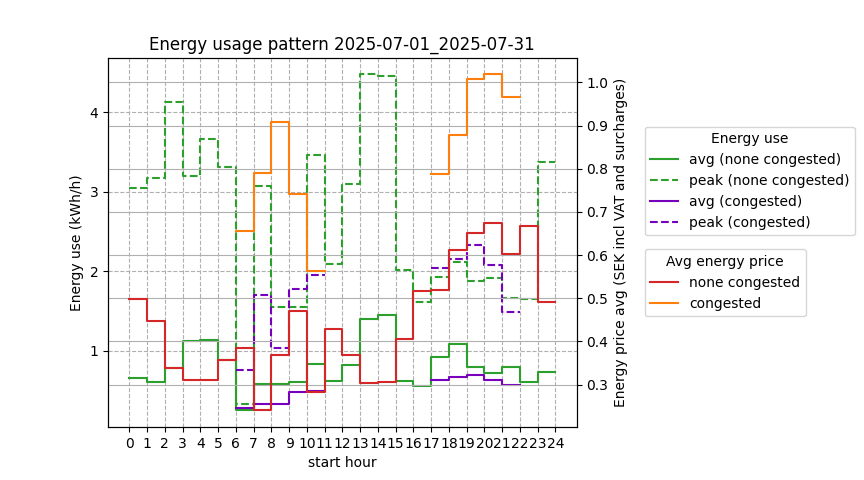 Energy usage pattern 2025-07-01_2025-07-31
Energy use (kWh/h)
4
3
2
1
1.0
0.9
0.8
0.7
0.6
0.5
0.4
0.3
Energy price avg (SEK incl VAT and surcharges)
0 1 2 3 4 5 6 7 8 9 10 11 12 13 14 15 16 17 18 19 20 21 22 23 24
start hour
Energy use
avg (none congested)
peak (none congested)
avg (congested)
peak (congested)
Avg energy price
none congested
congested